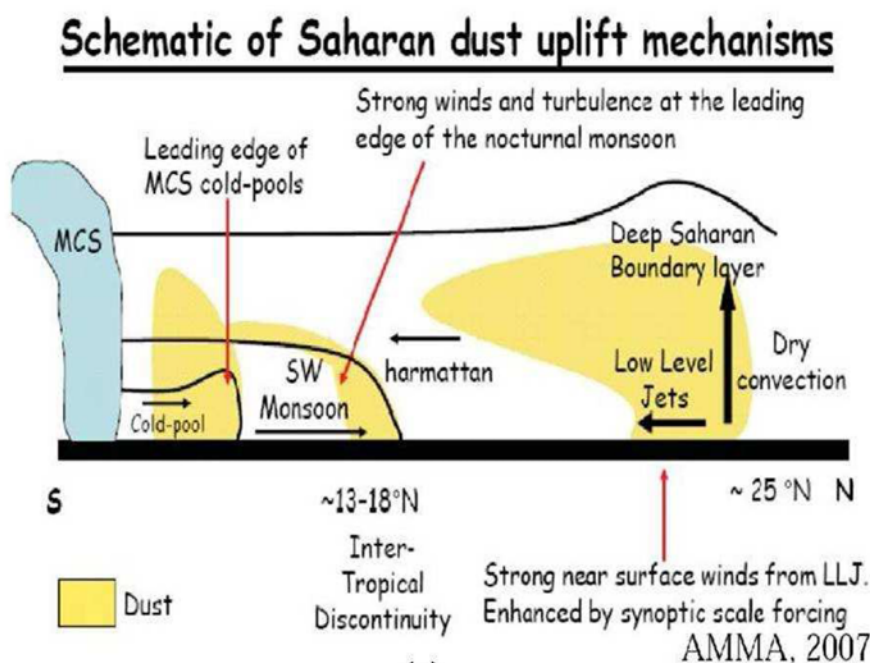 Schematic of Saharan dust uplift mechanisms
Strong winds and turbulence at the leading
edge of the nocturnal monsoon
Leading edge of
MCS cold-pools
MCS
Deep Saharan
Boundary layer
SW
Monsoon
harmattan
Low Level
Jets
Dry
convection
Cold-pool
S
~13-18°N
~ 25 °N N
Inter-
Tropical
Discontinuity
Strong near surface winds from LLJ.
Enhanced by synoptic scale forcing
Dust
AMMA, 2007